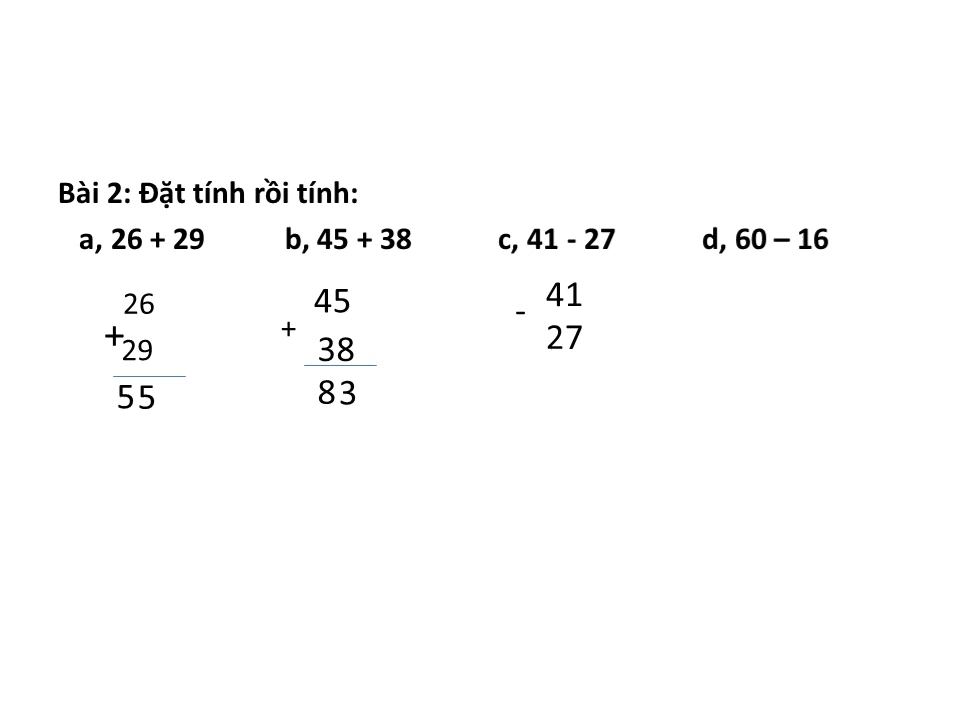 Bài 2: Đặt tính rồi tính:
a, 26 + 29 b, 45 + 38 c, 41 - 27 d, 60 – 16
26 45 - 41
+ 29 + 38 27
55 83